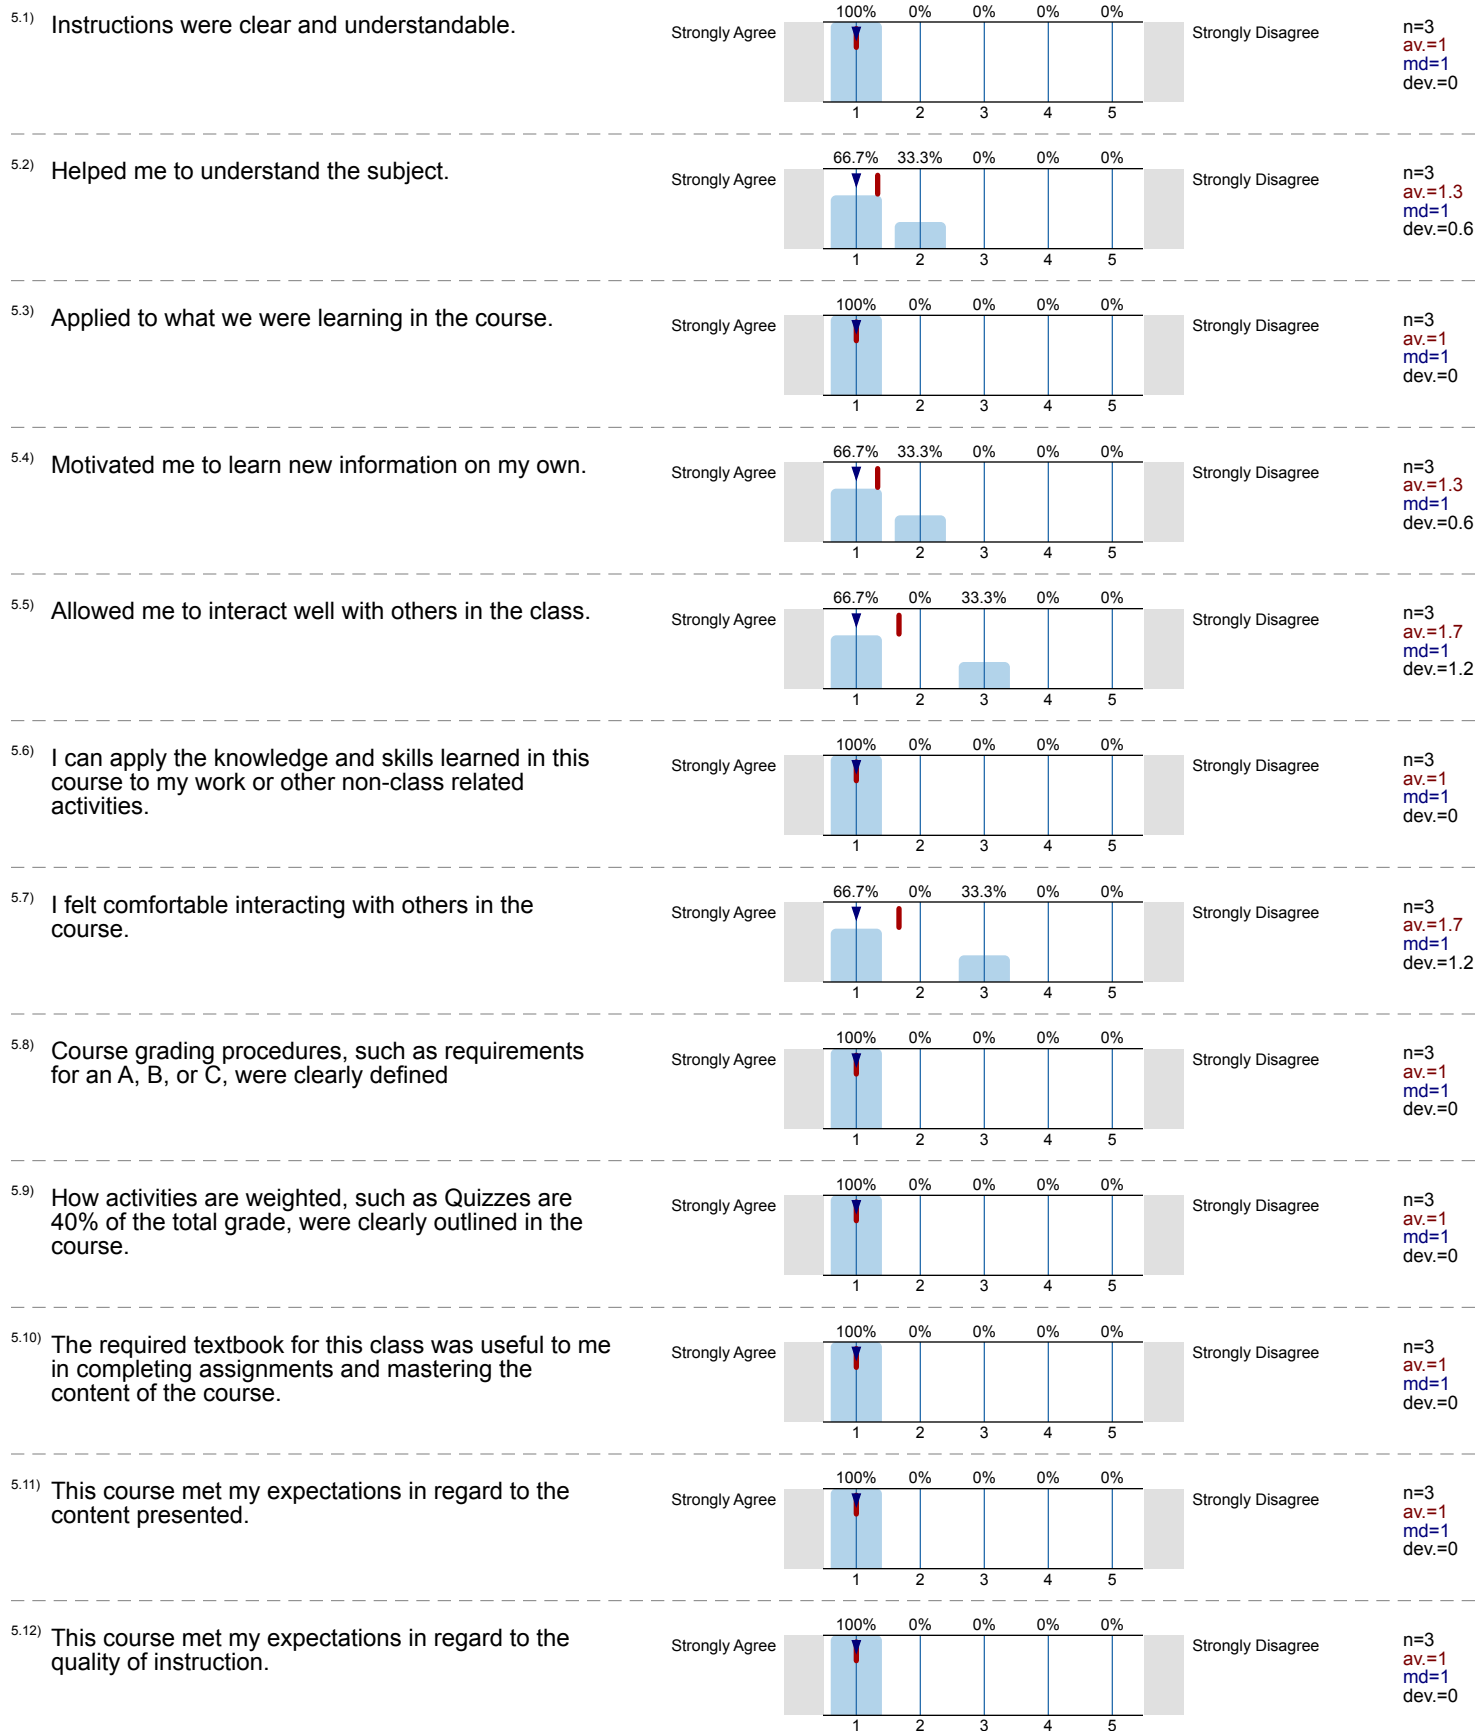 5.1) Instructions were clear and understandable.
100% 0% 0% 0% 0%
Strongly Agree Strongly Disagree
n=3
av.=1
md=1
dev.=0
1 2 3 4 5
5.2) Helped me to understand the subject.
66.7% 33.3% 0% 0% 0%
Strongly Agree Strongly Disagree
n=3
av.=1.3
md=1
dev.=0.6
1 2 3 4 5
5.3) Applied to what we were learning in the course.
100% 0% 0% 0% 0%
Strongly Agree Strongly Disagree
n=3
av.=1
md=1
dev.=0
1 2 3 4 5
5.4) Motivated me to learn new information on my own.
66.7% 33.3% 0% 0% 0%
Strongly Agree Strongly Disagree
n=3
av.=1.3
md=1
dev.=0.6
1 2 3 4 5
5.5) Allowed me to interact well with others in the class.
66.7% 0% 33.3% 0% 0%
Strongly Agree Strongly Disagree
n=3
av.=1.7
md=1
dev.=1.2
1 2 3 4 5
5.6) I can apply the knowledge and skills learned in this
course to my work or other non-class related
activities.
100% 0% 0% 0% 0%
Strongly Agree Strongly Disagree
n=3
av.=1
md=1
dev.=0
1 2 3 4 5
5.7) I felt comfortable interacting with others in the
course.
66.7% 0% 33.3% 0% 0%
Strongly Agree Strongly Disagree
n=3
av.=1.7
md=1
dev.=1.2
1 2 3 4 5
5.8) Course grading procedures, such as requirements
for an A, B, or C, were clearly defined
100% 0% 0% 0% 0%
Strongly Agree Strongly Disagree
n=3
av.=1
md=1
dev.=0
1 2 3 4 5
5.9) How activities are weighted, such as Quizzes are
40% of the total grade, were clearly outlined in the
course.
100% 0% 0% 0% 0%
Strongly Agree Strongly Disagree
n=3
av.=1
md=1
dev.=0
1 2 3 4 5
5.10) The required textbook for this class was useful to me
in completing assignments and mastering the
content of the course.
100% 0% 0% 0% 0%
Strongly Agree Strongly Disagree
n=3
av.=1
md=1
dev.=0
1 2 3 4 5
5.11) This course met my expectations in regard to the
content presented.
100% 0% 0% 0% 0%
Strongly Agree Strongly Disagree
n=3
av.=1
md=1
dev.=0
1 2 3 4 5
5.12) This course met my expectations in regard to the
quality of instruction.
100% 0% 0% 0% 0%
Strongly Agree Strongly Disagree
n=3
av.=1
md=1
dev.=0
1 2 3 4 5